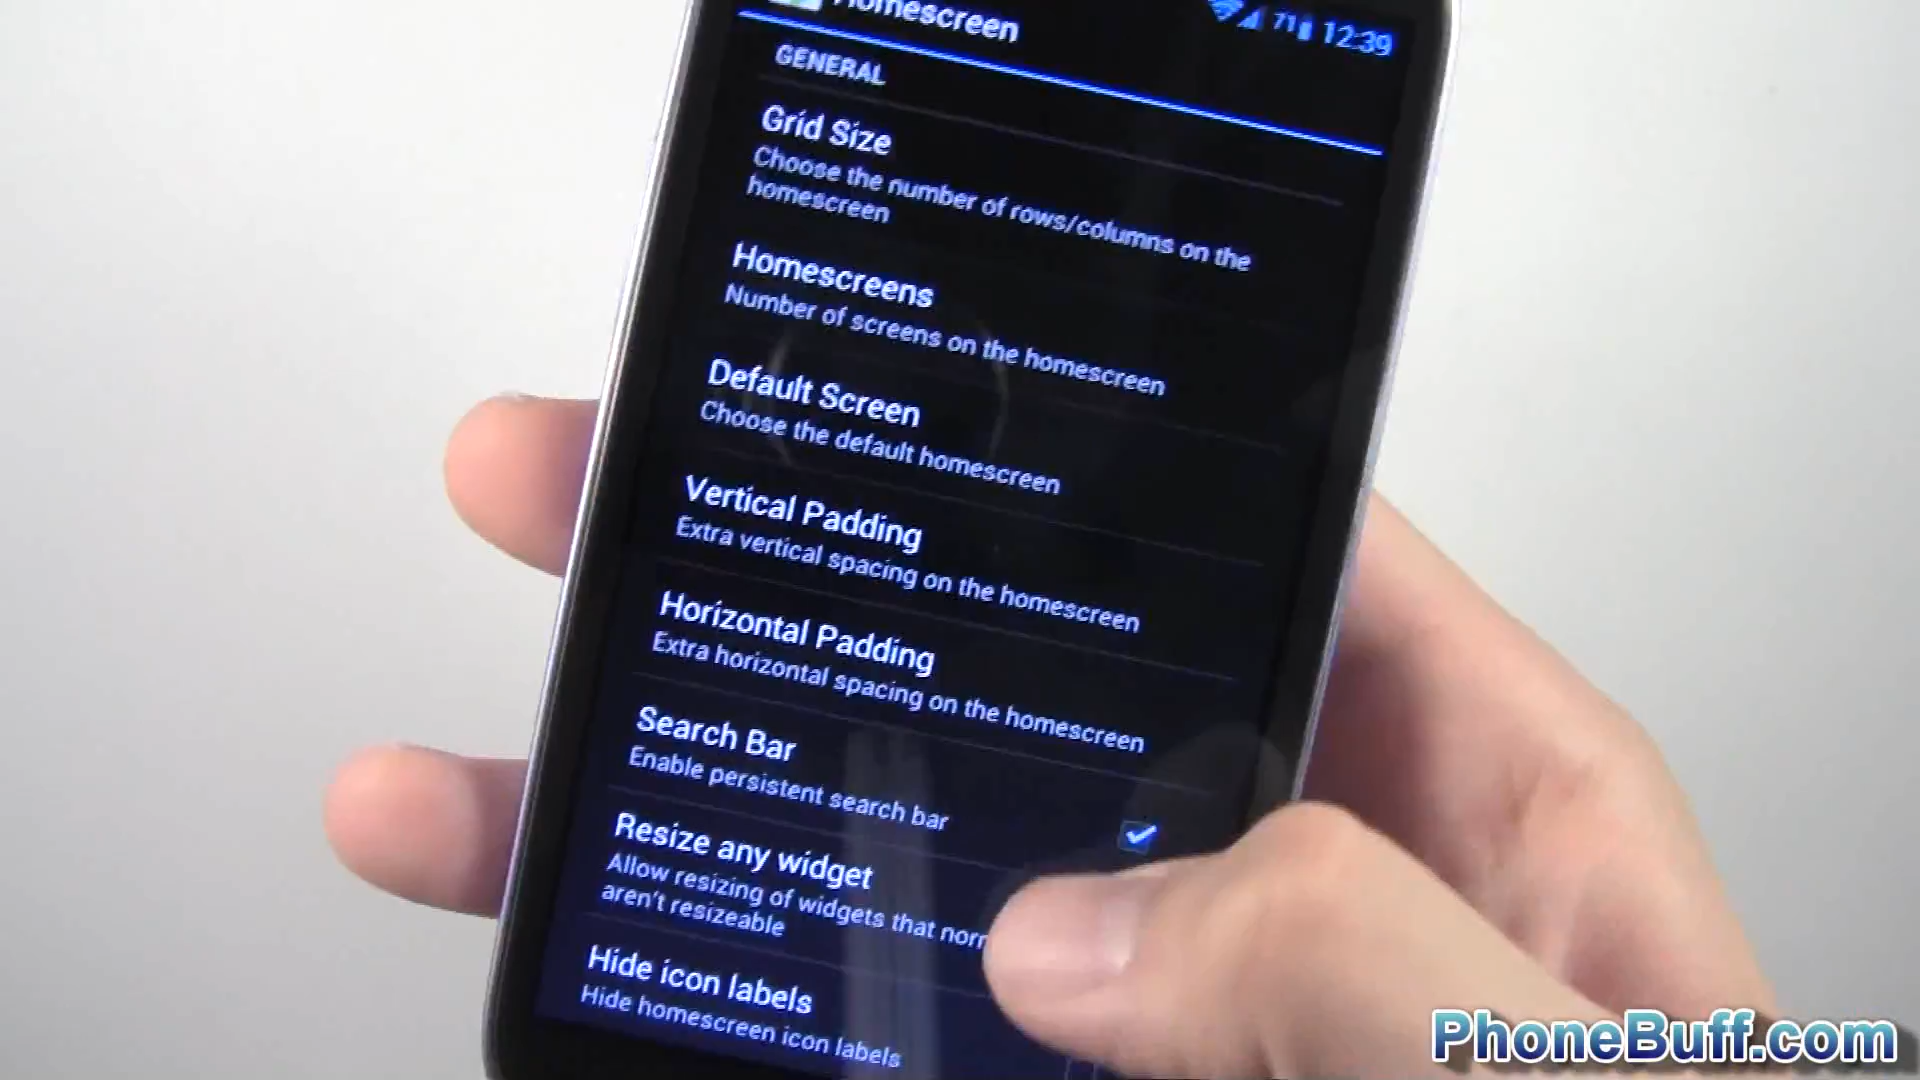 Homescreen
71 12:39
GENERAL
Grid Size
Choose the number of rows/columns on the
homescreen
Homescreens
Number of screens on the homescreen
Default Screen
Choose the default homescreen
Vertical Padding
Extra vertical spacing on the homescreen
Horizontal Padding
Extra horizontal spacing on the homescreen
Search Bar
Enable persistent search bar
Resize any widget
Allow resizing of widgets that norm
aren't resizeable
Hide icon labels
Hide homescreen icon labels
PhoneBuff.com